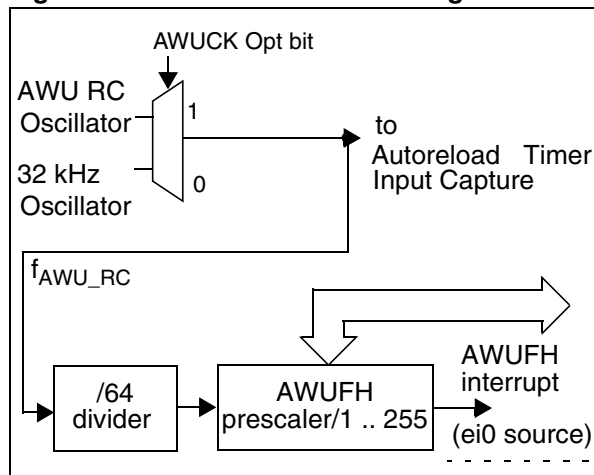 AWUCK Opt bit
AWU RC
Oscillator
1
to
Autoreload Timer
Input Capture
32 kHz
Oscillator
0
fAWU_RC
/64
divider
AWUFH
prescaler/1 .. 255
AWUFH
interrupt
(ei0 source)